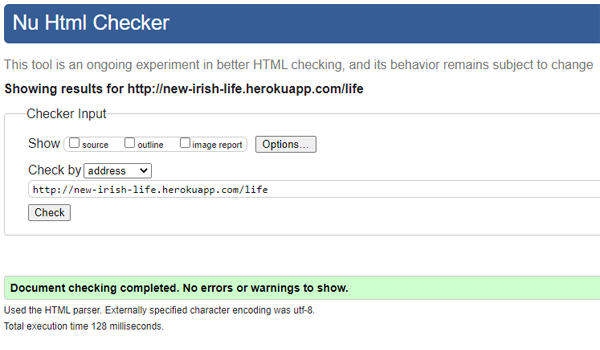 Nu Html Checker
This tool is an ongoing experiment in better HTML checking, and its behavior remains subject to change
Showing results for http://new-irish-life.herokuapp.com/life
Checker Input
Show source outline image report Options...
Check by address
http://new-irish-life.herokuapp.com/life
Check
Document checking completed. No errors or warnings to show.
Used the HTML parser. Externally specified character encoding was utf-8.
Total execution time 128 milliseconds.